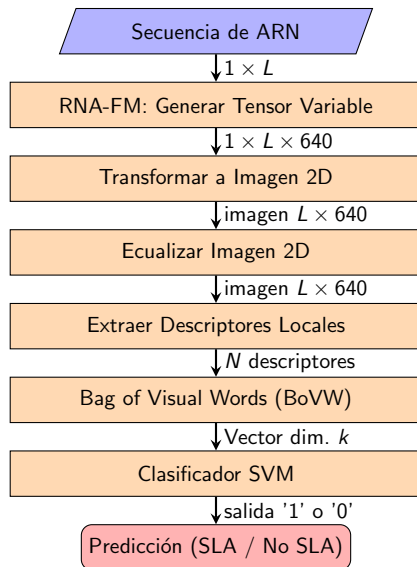 Secuencia de ARN
1 × L
RNA-FM: Generar Tensor Variable
1 × L × 640
Transformar a Imagen 2D
imagen L × 640
Ecualizar Imagen 2D
imagen L × 640
Extraer Descriptores Locales
N descriptores
Bag of Visual Words (BoVW)
Vector dim. k
Clasificador SVM
salida '1' o '0'
Predicción (SLA / No SLA)